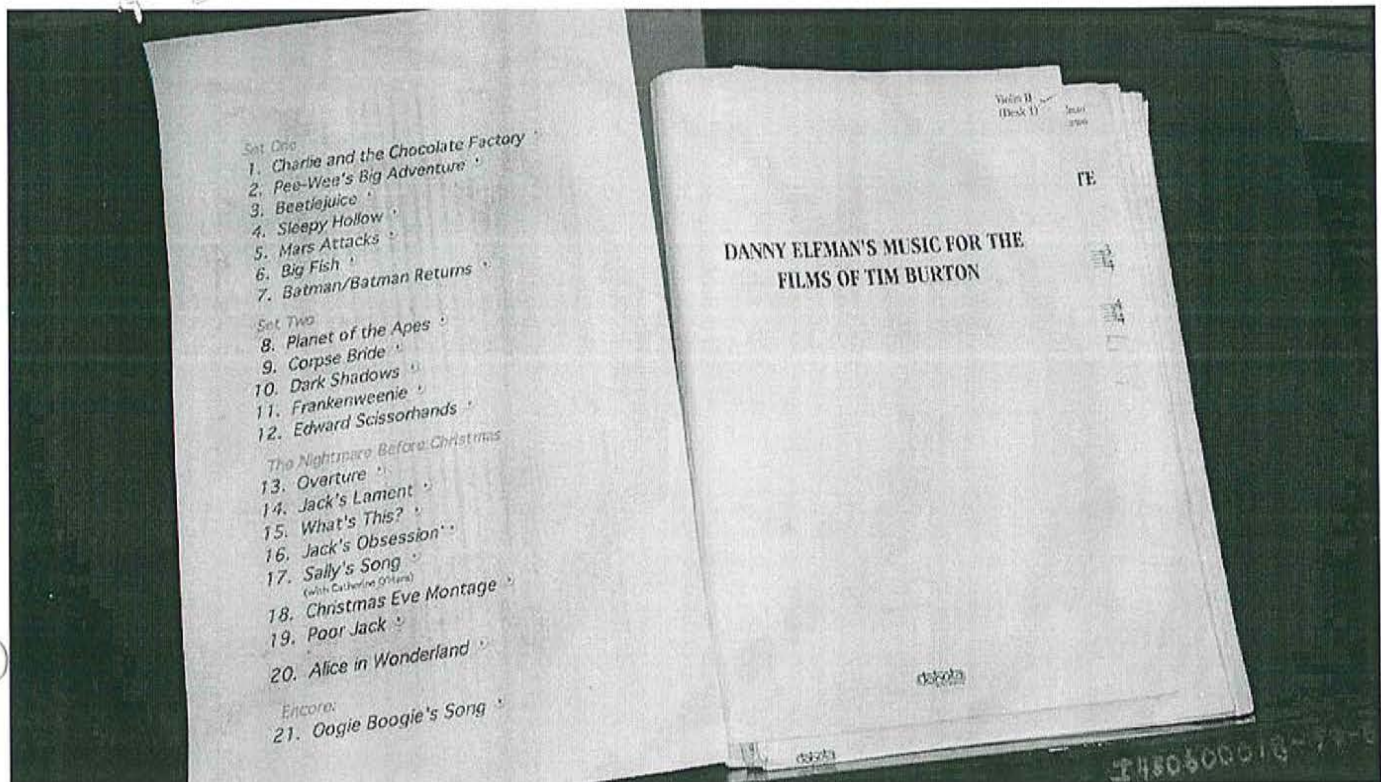 Set One
1. Charlie and the Chocolate Factory
2. Pee-Wee's Big Adventure
3. Beetlejuice
4. Sleepy Hollow
5. Mars Attacks
6. Big Fish
7. Batman/Batman Returns
Set Two
8. Planet of the Apes
9. Corpse Bride
10. Dark Shadows
11. Frankenweenie
12. Edward Scissorhands
The Nightmare Before Christmas
13. Overture
14. Jack's Lament
15. What's This?
16. Jack's Obsession
17. Sally's Song
(with Catherine O'Hara)
18. Christmas Eve Montage
19. Poor Jack
20. Alice in Wonderland
Encore:
21. Oogie Boogie's Song
Violin II
(Desk 1)
TE
DANNY ELFMAN'S MUSIC FOR THE
FILMS OF TIM BURTON
dakota
dakota